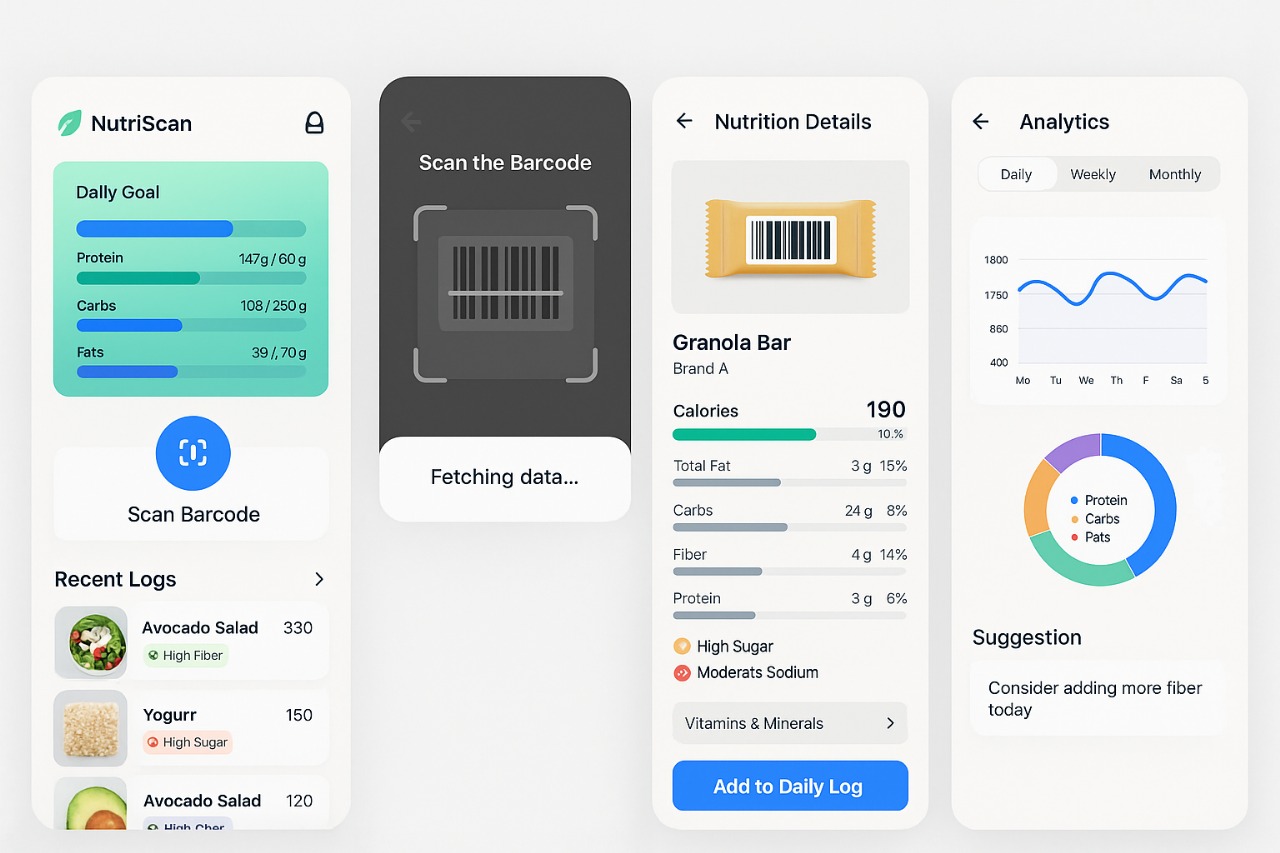 NutriScan
Dally Goal
Protein 147g / 60 g
Carbs 108 / 250 g
Fats 39 /, 70 g
Scan Barcode
Recent Logs
Avocado Salad 330
High Fiber
Yogurr 150
High Sugar
Avocado Salad 120
High Cher
Scan the Barcode
Fetching data...
Nutrition Details
Granola Bar
Brand A
Calories 190
10.%
Total Fat 3 g 15%
Carbs 24 g 8%
Fiber 4 g 14%
Protein 3 g 6%
High Sugar
Moderats Sodium
Vitamins & Minerals
Add to Daily Log
Analytics
Daily Weekly Monthly
1800
1750
860
400
Mo Tu We Th F Sa 5
Protein
Carbs
Pats
Suggestion
Consider adding more fiber
today